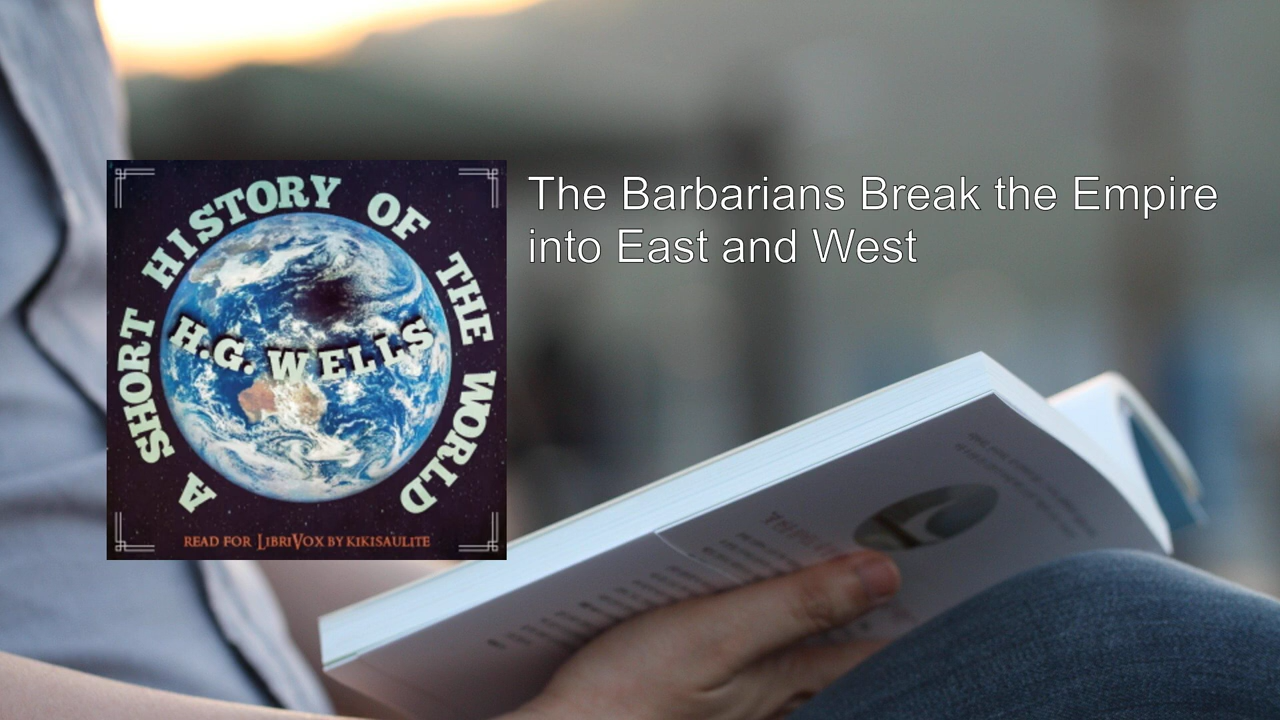 A SHORT HISTORY OF THE WORLD
H.G. WELLS
READ FOR LIBRIVOX BY KIKISAULITE
The Barbarians Break the Empire
into East and West